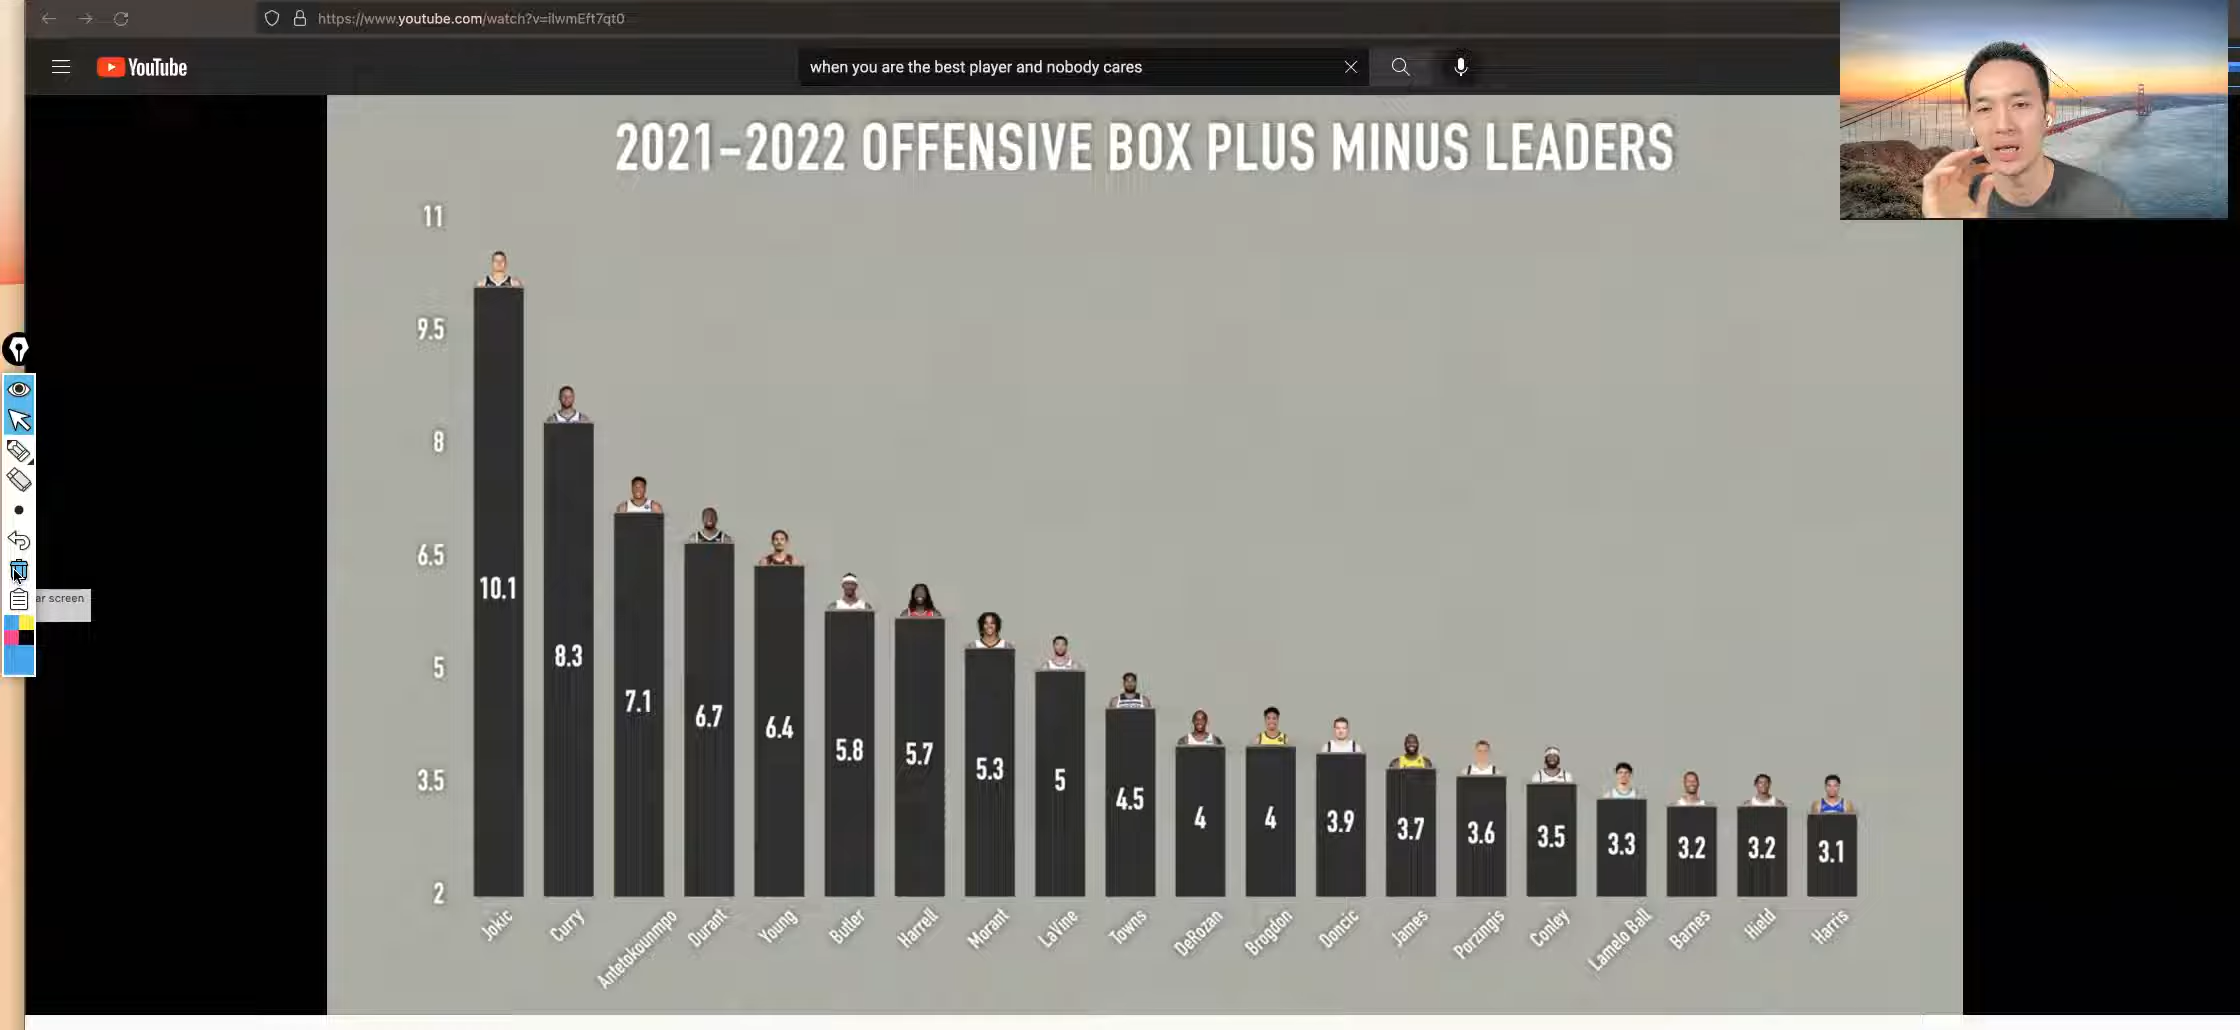 https://www.youtube.com/watch?v=ilwmEft7qt0
YouTube
when you are the best player and nobody cares
2021-2022 OFFENSIVE BOX PLUS MINUS LEADERS
11
9.5
8
6.5
5
3.5
2
10.1
8.3
7.1
6.7
6.4
5.8
5.7
5.3
5
4.5
4
4
3.9
3.7
3.6
3.5
3.3
3.2
3.2
3.1
Jokic
Curry
Antetokounmpo
Durant
Young
Butler
Harrell
Morant
LaVine
Towns
DeRozan
Brogdon
Doncic
James
Porzingis
Conley
Lamelo Ball
Barnes
Hield
Harris
ar screen